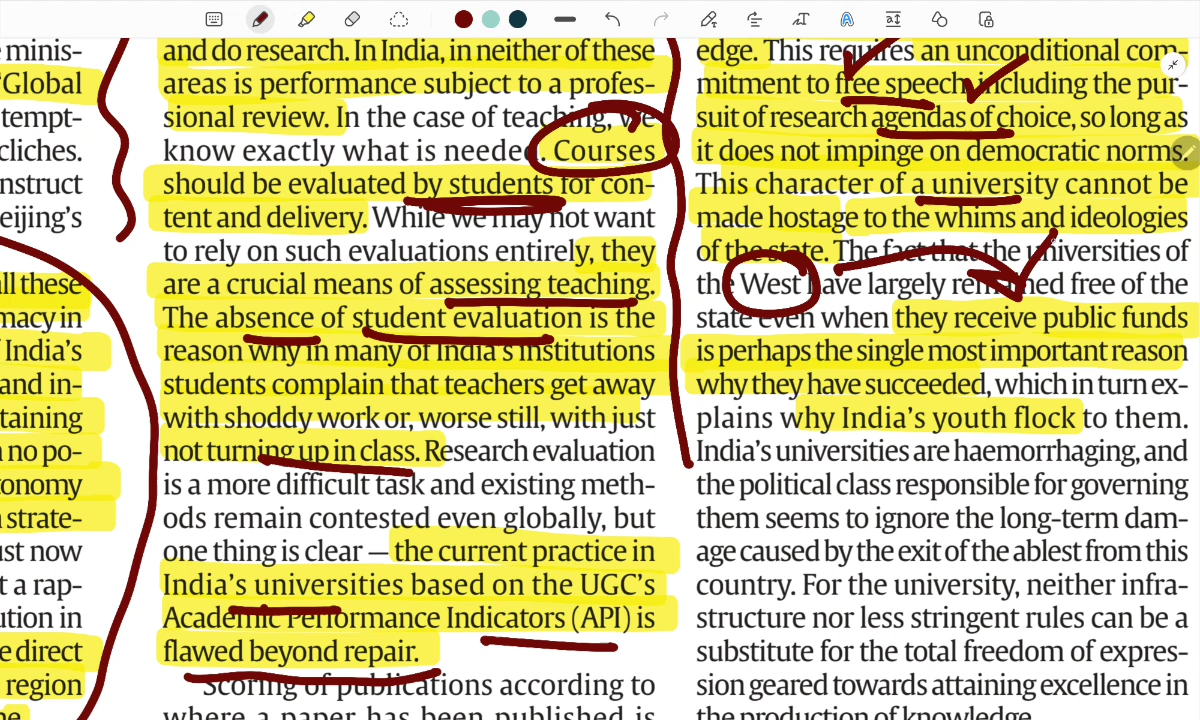 e minis-
'Global
tempt-
cliches.
nstruct
eijing's
all these
macy in
India's
and in-
taining
no po-
tonomy
strate-
ust now
t a rap-
ution in
e direct
region
and do research. In India, in neither of these
areas is performance subject to a profes-
sional review. In the case of teaching, we
know exactly what is needed. Courses
should be evaluated by students for con-
tent and delivery. While we may not want
to rely on such evaluations entirely, they
are a crucial means of assessing teaching.
The absence of student evaluation is the
reason why in many of India's institutions
students complain that teachers get away
with shoddy work or, worse still, with just
not turning up in class. Research evaluation
is a more difficult task and existing meth-
ods remain contested even globally, but
one thing is clear — the current practice in
India's universities based on the UGC's
Academic Performance Indicators (API) is
flawed beyond repair.
Scoring of publications according to
where a paper has been published is
edge. This requires an unconditional com-
mitment to free speech including the pur-
suit of research agendas of choice, so long as
it does not impinge on democratic norms.
This character of a university cannot be
made hostage to the whims and ideologies
of the state. The fact that the universities of
the West have largely remained free of the
state even when they receive public funds
is perhaps the single most important reason
why they have succeeded, which in turn ex-
plains why India's youth flock to them.
India's universities are haemorrhaging, and
the political class responsible for governing
them seems to ignore the long-term dam-
age caused by the exit of the ablest from this
country. For the university, neither infra-
structure nor less stringent rules can be a
substitute for the total freedom of expres-
sion geared towards attaining excellence in
the production of knowledge.